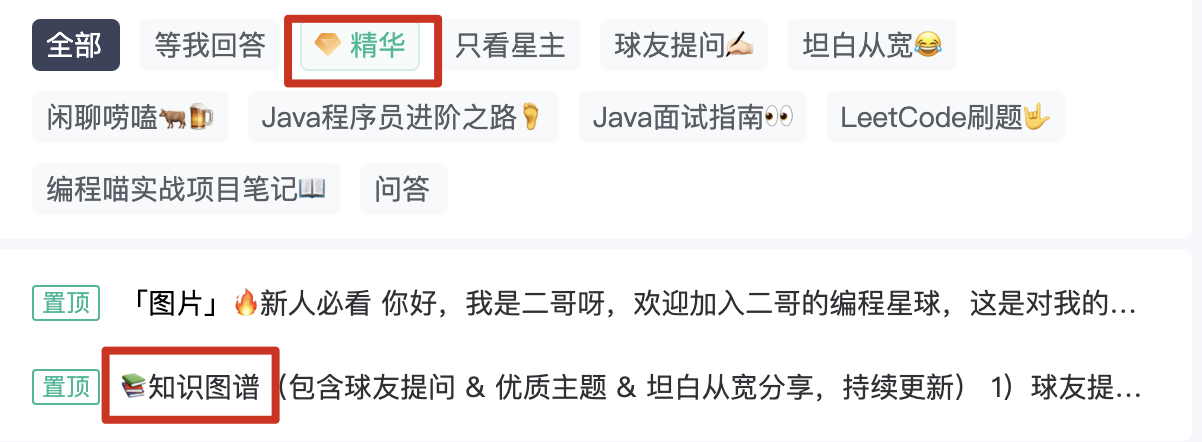 全部 等我回答 精华 只看星主 球友提问✍🏻 坦白从宽😂
闲聊唠嗑🐂🍺 Java程序员进阶之路🦶 Java面试指南👀 LeetCode刷题🤟
编程喵实战项目笔记📖 问答
置顶 「图片」🔥新人必看 你好，我是二哥呀，欢迎加入二哥的编程星球，这是对我的...
置顶 📚知识图谱（包含球友提问 & 优质主题 & 坦白从宽分享，持续更新） 1）球友提...